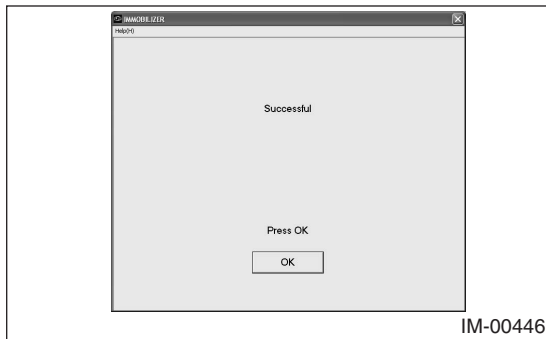 IMMOBILIZER
Help(H)
Successful
Press OK
OK
IM-00446